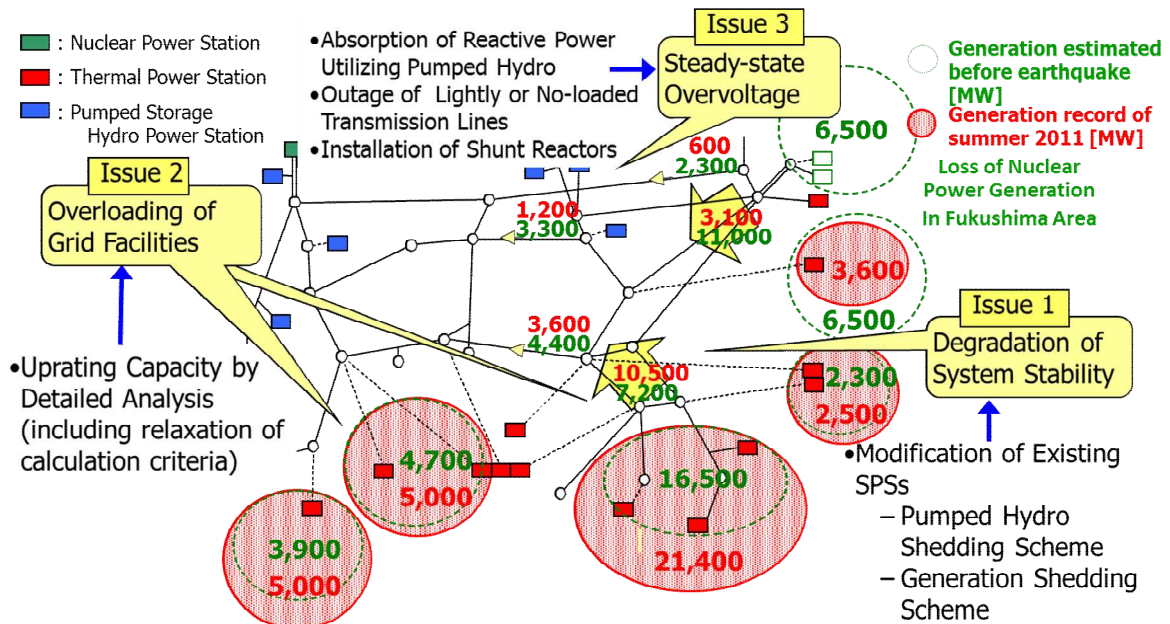 : Nuclear Power Station
: Thermal Power Station
: Pumped Storage
Hydro Power Station
•Absorption of Reactive Power
Utilizing Pumped Hydro
•Outage of Lightly or No-loaded
Transmission Lines
•Installation of Shunt Reactors
Issue 3
Steady-state
Overvoltage
Generation estimated
before earthquake
[MW]
Generation record of
summer 2011 [MW]
Loss of Nuclear
Power Generation
In Fukushima Area
6,500
Issue 2
Overloading of
Grid Facilities
600
2,300
1,200
3,300
3,100
11,000
3,600
6,500
3,600
4,400
10,500
7,200
Issue 1
Degradation of
System Stability
2,300
2,500
•Uprating Capacity by
Detailed Analysis
(including relaxation of
calculation criteria)
4,700
5,000
16,500
21,400
3,900
5,000
•Modification of Existing
SPSs
– Pumped Hydro
Shedding Scheme
– Generation Shedding
Scheme